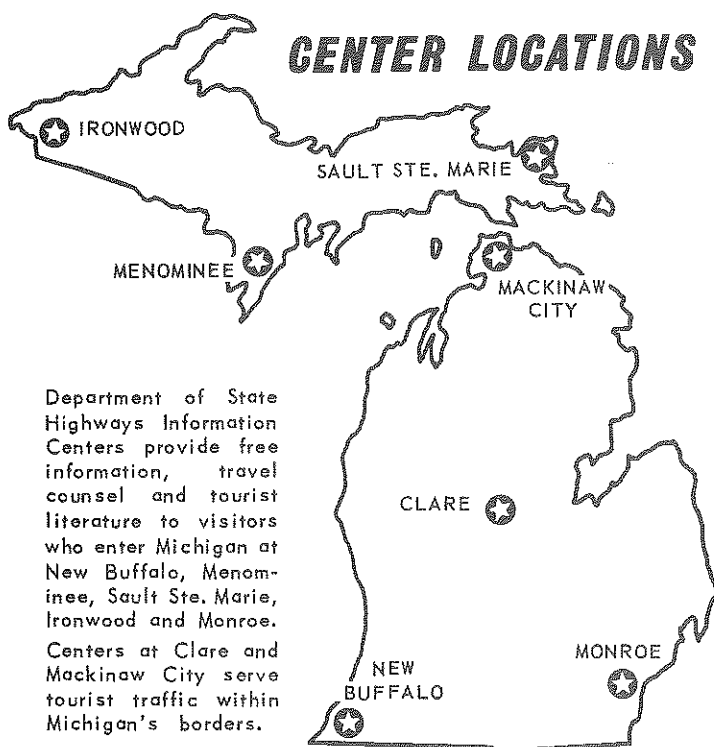 CENTER LOCATIONS
IRONWOOD
SAULT STE. MARIE
MENOMINEE
MACKINAW
CITY
Department of State
Highways Information
Centers provide free
information, travel
counsel and tourist
literature to visitors
who enter Michigan at
New Buffalo, Menom-
inee, Sault Ste. Marie,
Ironwood and Monroe.
Centers at Clare and
Mackinaw City serve
tourist traffic within
Michigan's borders.
CLARE
MONROE
NEW
BUFFALO